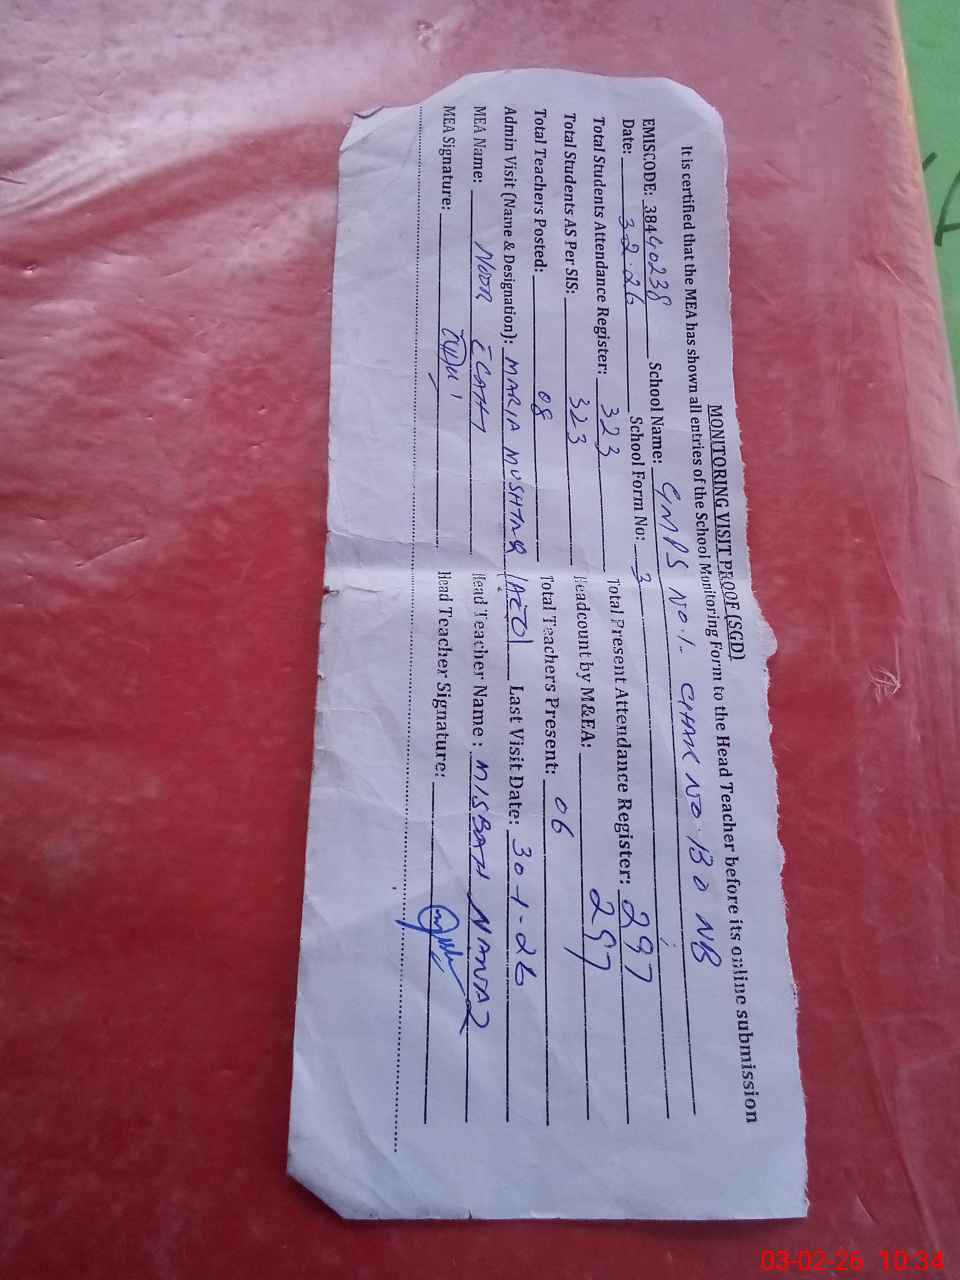 MONITORING VISIT PROOF (SGD)
It is certified that the MEA has shown all entries of the School Monitoring Form to the Head Teacher before its online submission
EMISCODE: 38440238 School Name: GMPS NO.1. CHAK NO. 130 NB
Date: 3-2-26 School Form No: 3
Total Students Attendance Register: 323 Total Present Attendance Register: 297
Total Students AS Per SIS: 323 Headcount by M&EA: 297
Total Teachers Posted: 08 Total Teachers Present: 06
Admin Visit (Name & Designation): MARIA MUSHTAQ (AEO) Last Visit Date: 30-1-26
MEA Name: NOOR ELAHI Head Teacher Name : MISBAH NAWAZ
MEA Signature: Head Teacher Signature:
03-02-26 10:34